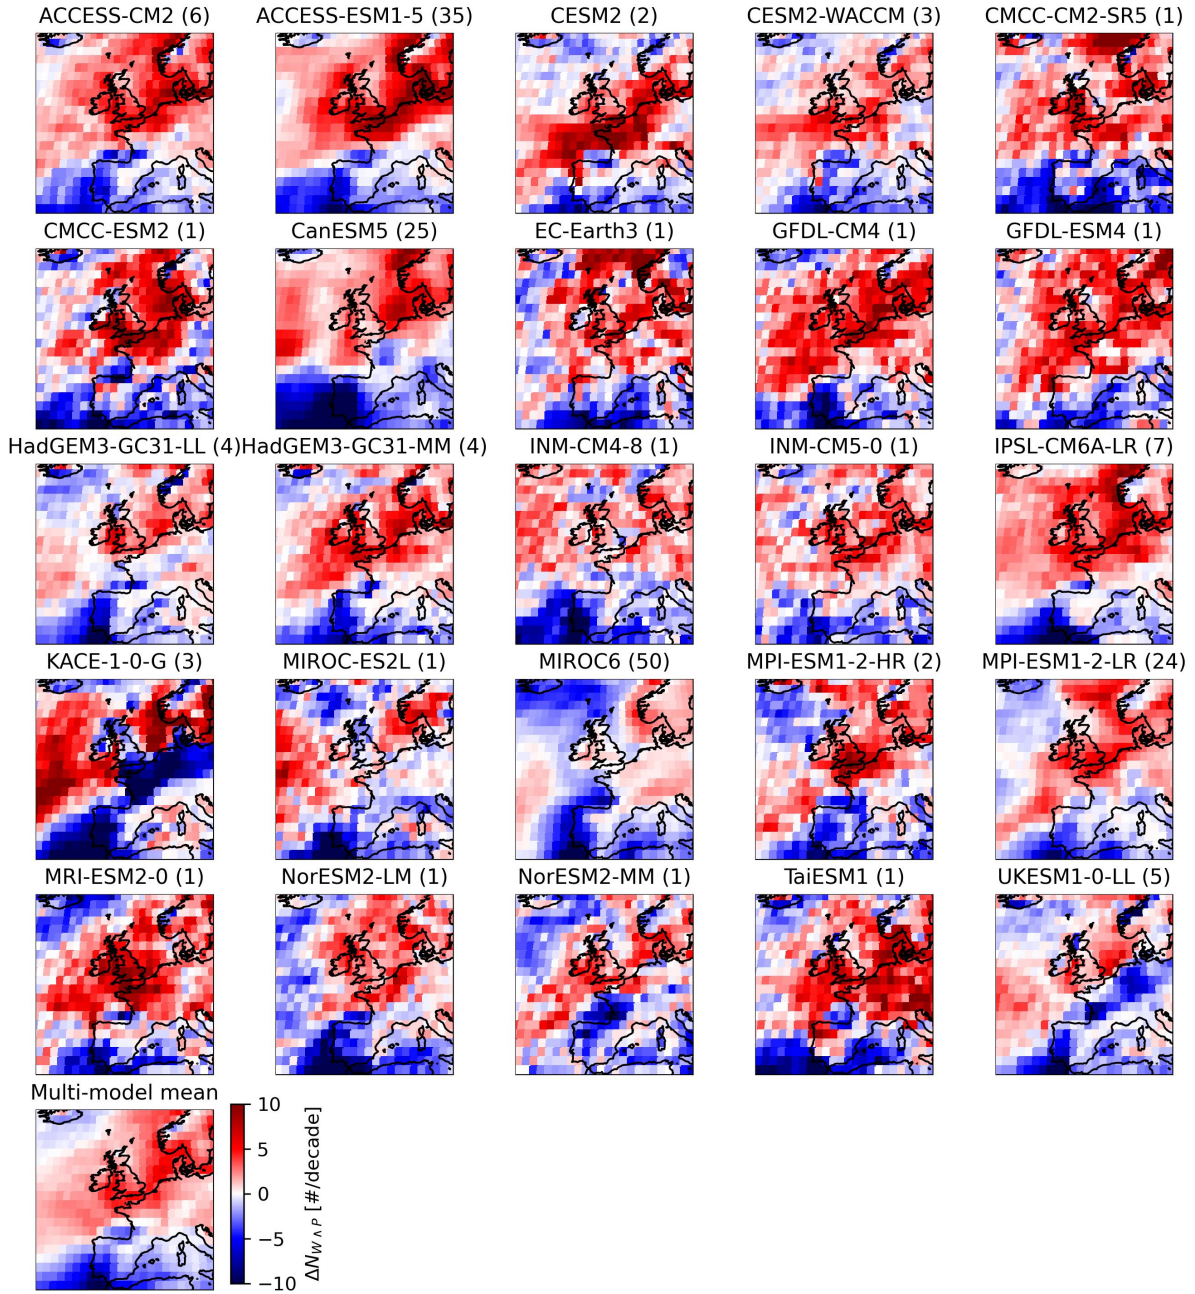 ACCESS-CM2 (6)
ACCESS-ESM1-5 (35)
CESM2 (2)
CESM2-WACCM (3)
CMCC-CM2-SR5 (1)
CMCC-ESM2 (1)
CanESM5 (25)
EC-Earth3 (1)
GFDL-CM4 (1)
GFDL-ESM4 (1)
HadGEM3-GC31-LL (4)
HadGEM3-GC31-MM (4)
INM-CM4-8 (1)
INM-CM5-0 (1)
IPSL-CM6A-LR (7)
KACE-1-0-G (3)
MIROC-ES2L (1)
MIROC6 (50)
MPI-ESM1-2-HR (2)
MPI-ESM1-2-LR (24)
MRI-ESM2-0 (1)
NorESM2-LM (1)
NorESM2-MM (1)
TaiESM1 (1)
UKESM1-0-LL (5)
Multi-model mean
10
5
0
−5
−10
ΔN_{W∧P} [#/decade]